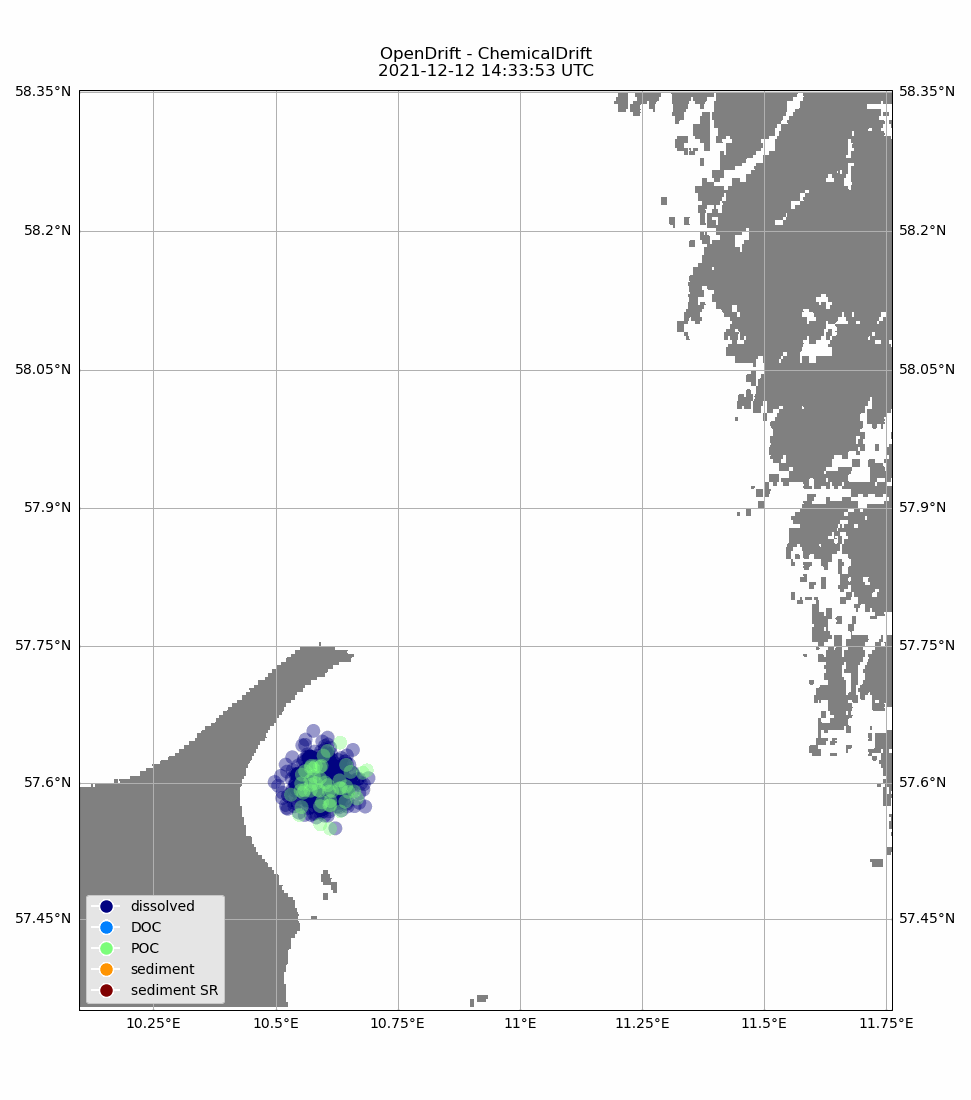 OpenDrift - ChemicalDrift
2021-12-12 14:33:53 UTC
58.35°N 58.35°N
58.2°N 58.2°N
58.05°N 58.05°N
57.9°N 57.9°N
57.75°N 57.75°N
57.6°N 57.6°N
57.45°N 57.45°N
dissolved
DOC
POC
sediment
sediment SR
10.25°E 10.5°E 10.75°E 11°E 11.25°E 11.5°E 11.75°E